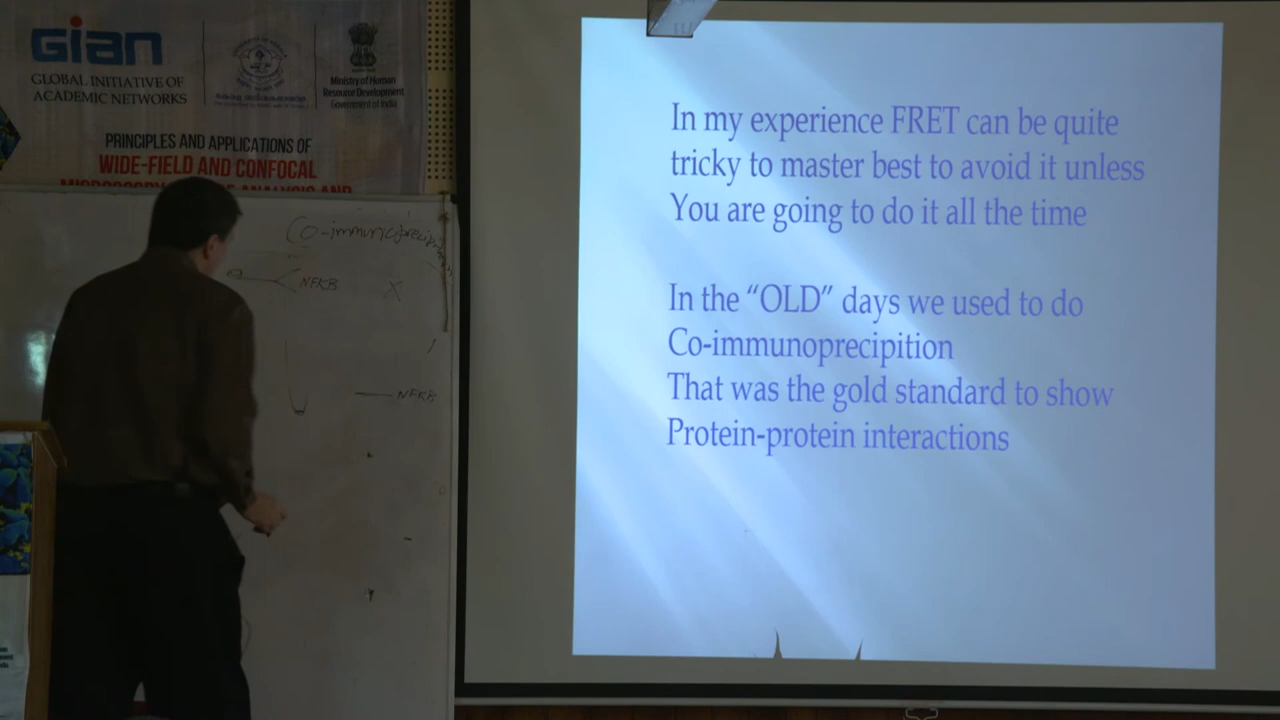 GIAN
GLOBAL INITIATIVE OF
ACADEMIC NETWORKS
Ministry of Human
Resource Development
Government of India
PRINCIPLES AND APPLICATIONS OF
WIDE-FIELD AND CONFOCAL
Co-immunoprecipi
NFKB X
NFKB
In my experience FRET can be quite
tricky to master best to avoid it unless
You are going to do it all the time
In the “OLD” days we used to do
Co-immunoprecipition
That was the gold standard to show
Protein-protein interactions